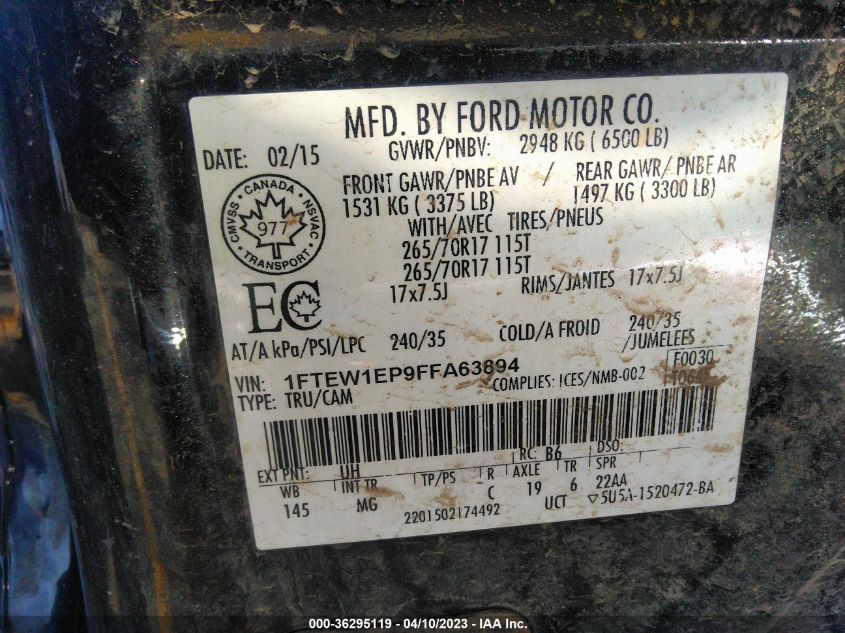 MFD. BY FORD MOTOR CO.
DATE: 02/15 GVWR/PNBV: 2948 KG ( 6500 LB)
FRONT GAWR/PNBE AV / REAR GAWR/ PNBE AR
1531 KG ( 3375 LB) 1497 KG ( 3300 LB)
WITH/AVEC TIRES/PNEUS
265/70R17 115T
265/70R17 115T
17x7.5J RIMS/JANTES 17x7.5J
CMVSS · CANADA · NSVAC
977
TRANSPORT
EC
AT/A kPa/PSI/LPC 240/35 COLD/A FROID 240/35
/JUMELEES
VIN: 1FTEW1EP9FFA63894
F0030
TYPE: TRU/CAM COMPLIES: ICES/NMB-002
EXT PNT: UH RC: B6 DSO:
WB INT TR TP/PS R AXLE TR SPR
145 MG C 19 6 22AA
2201502174492 UCT ▽5U5A-1520472-BA
000-36295119 - 04/10/2023 - IAA Inc.